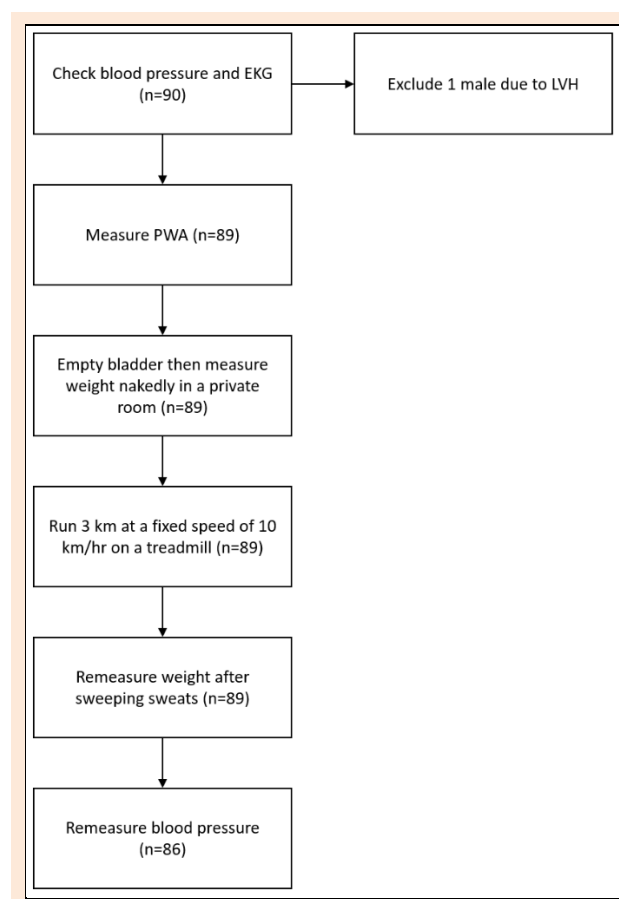 Check blood pressure and EKG
(n=90)
Exclude 1 male due to LVH
Measure PWA (n=89)
Empty bladder then measure
weight nakedly in a private
room (n=89)
Run 3 km at a fixed speed of 10
km/hr on a treadmill (n=89)
Remeasure weight after
sweeping sweats (n=89)
Remeasure blood pressure
(n=86)